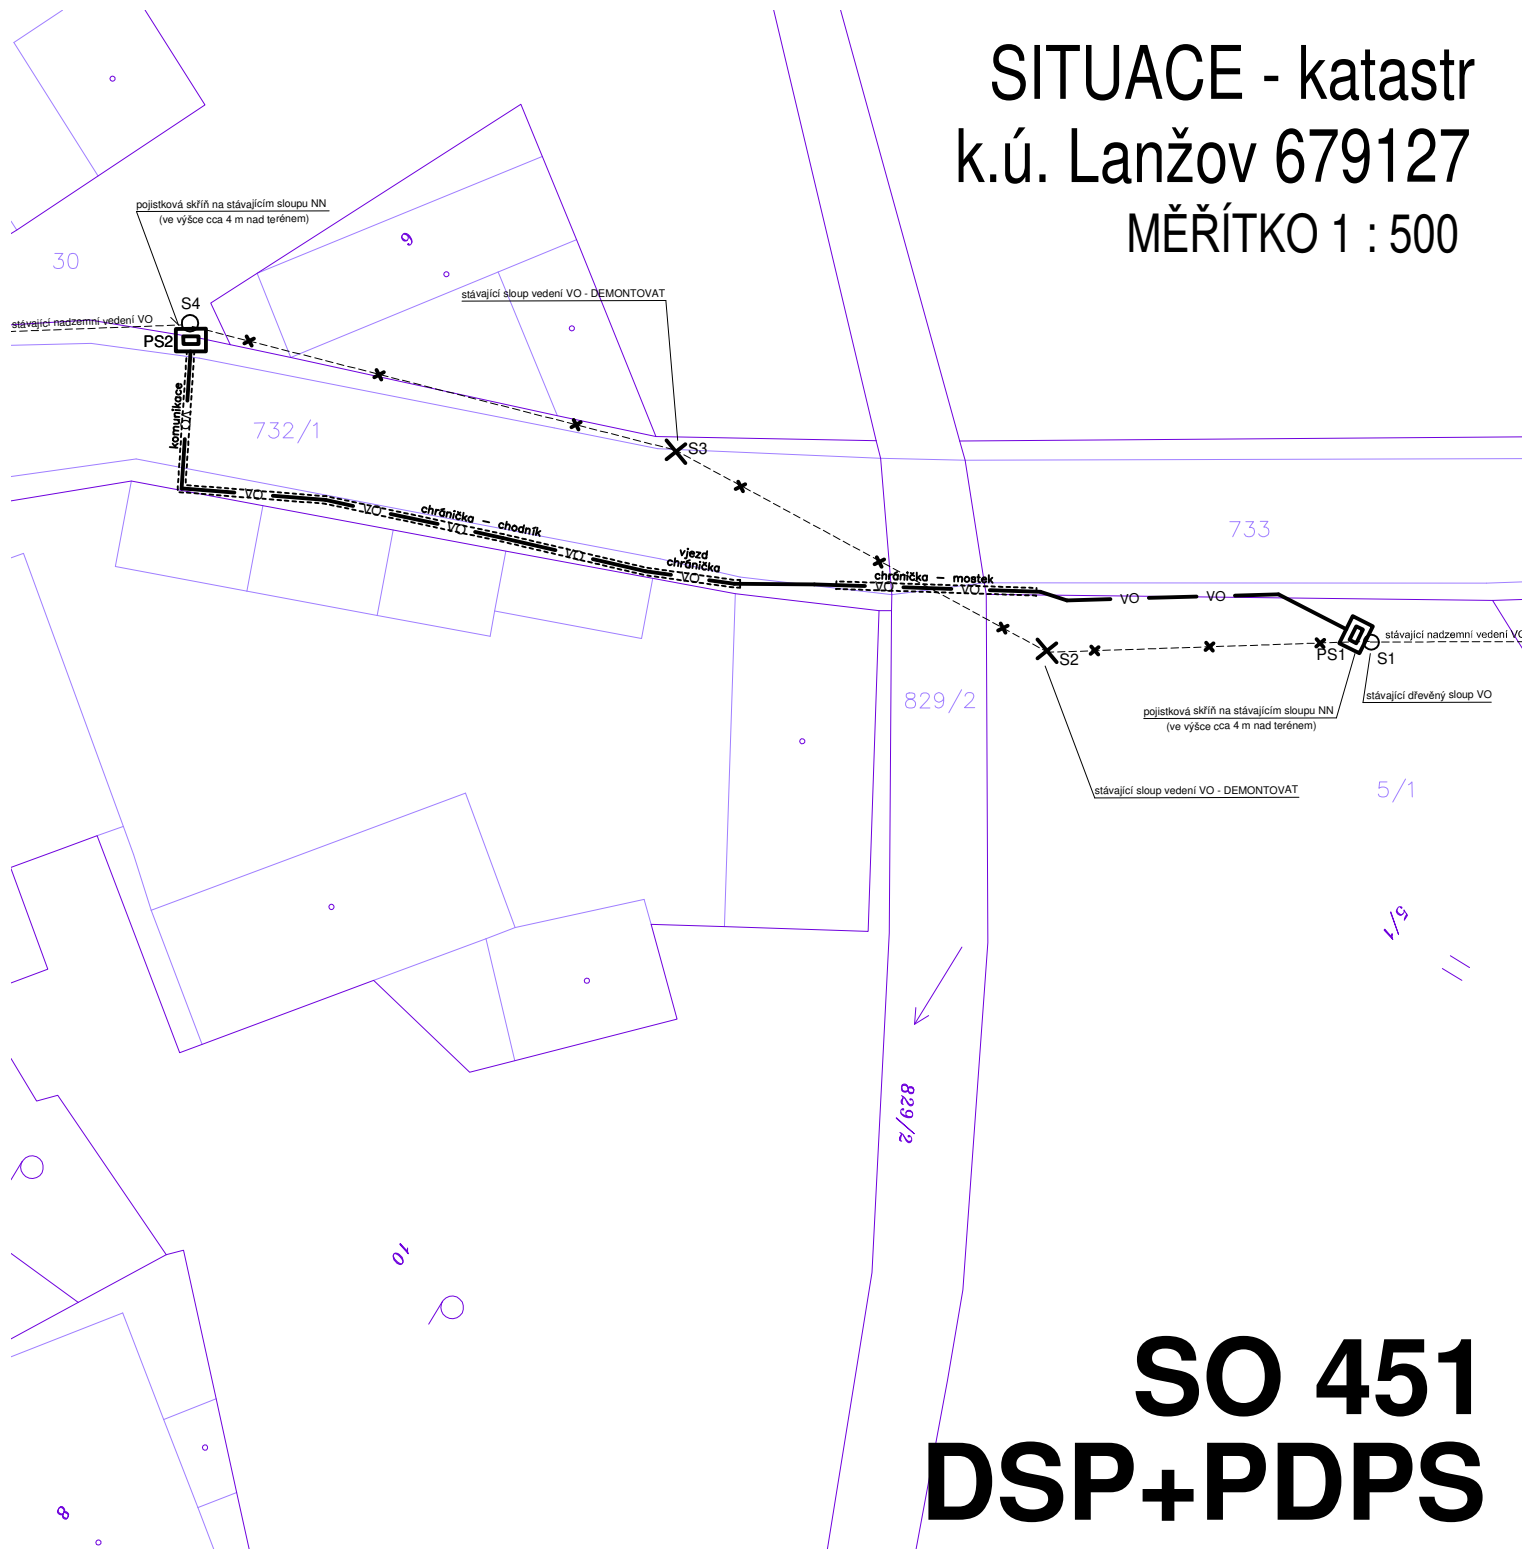 SITUACE - katastr
k.ú. Lanžov 679127
MĚŘÍTKO 1 : 500
pojistková skříň na stávajícím sloupu NN
(ve výšce cca 4 m nad terénem)
30
9
S4
stávající nadzemní vedení VO
PS2
stávající sloup vedení VO - DEMONTOVAT
komunikace
VO
732/1
S3
VO
VO
chránička – chodník
VO
VO
vjezd
chránička
VO
733
chránička – mostek
VO
VO
VO
VO
stávající nadzemní vedení VO
PS1
S1
S2
829/2
stávající dřevěný sloup VO
pojistková skříň na stávajícím sloupu NN
(ve výšce cca 4 m nad terénem)
stávající sloup vedení VO - DEMONTOVAT
5/1
5/1
829/2
10
8
SO 451
DSP+PDPS